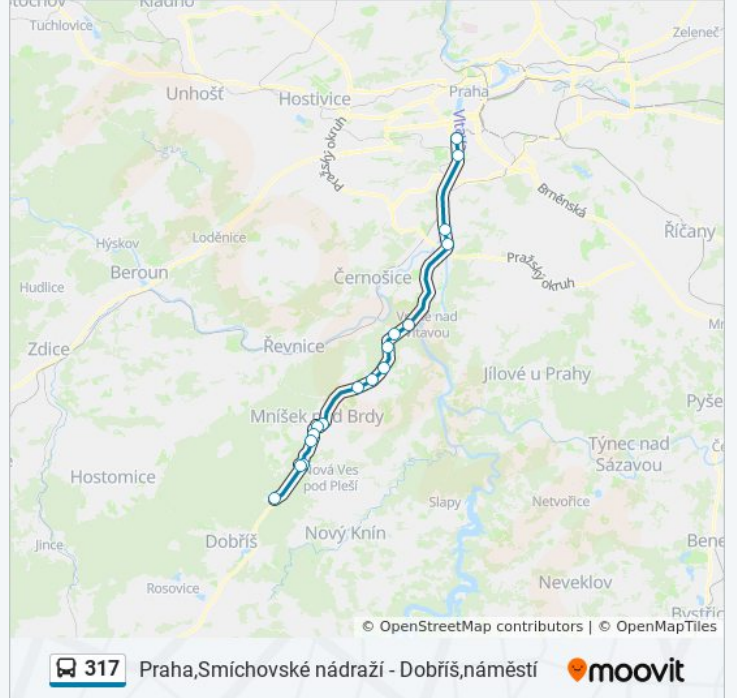 Kladno
Tuchlovice
Zeleneč
Unhošť
Hostivice
Praha
Vltava
Pražský okruh
Brněnská
Říčany
Hýskov
Loděnice
Beroun
Černošice
Pražský okruh
Hudlice
Zdice
Řevnice
Jílové u Prahy
Mníšek pod Brdy
Týnec nad
Sázavou
Hostomice
Nová Ves
pod Pleší
Slapy
Netvořice
Jince
Dobříš
Nový Knín
Rosovice
Neveklov
© OpenStreetMap contributors | © OpenMapTiles
317 Praha,Smíchovské nádraží - Dobříš,náměstí moovit